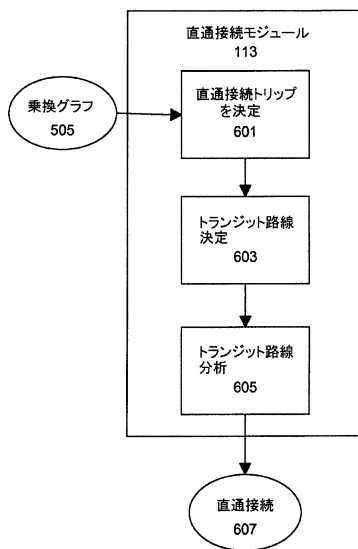 直通接続モジュール
113
乗換グラフ
505
直通接続トリップ
を決定
601
トランジット路線
決定
603
トランジット路線
分析
605
直通接続
607